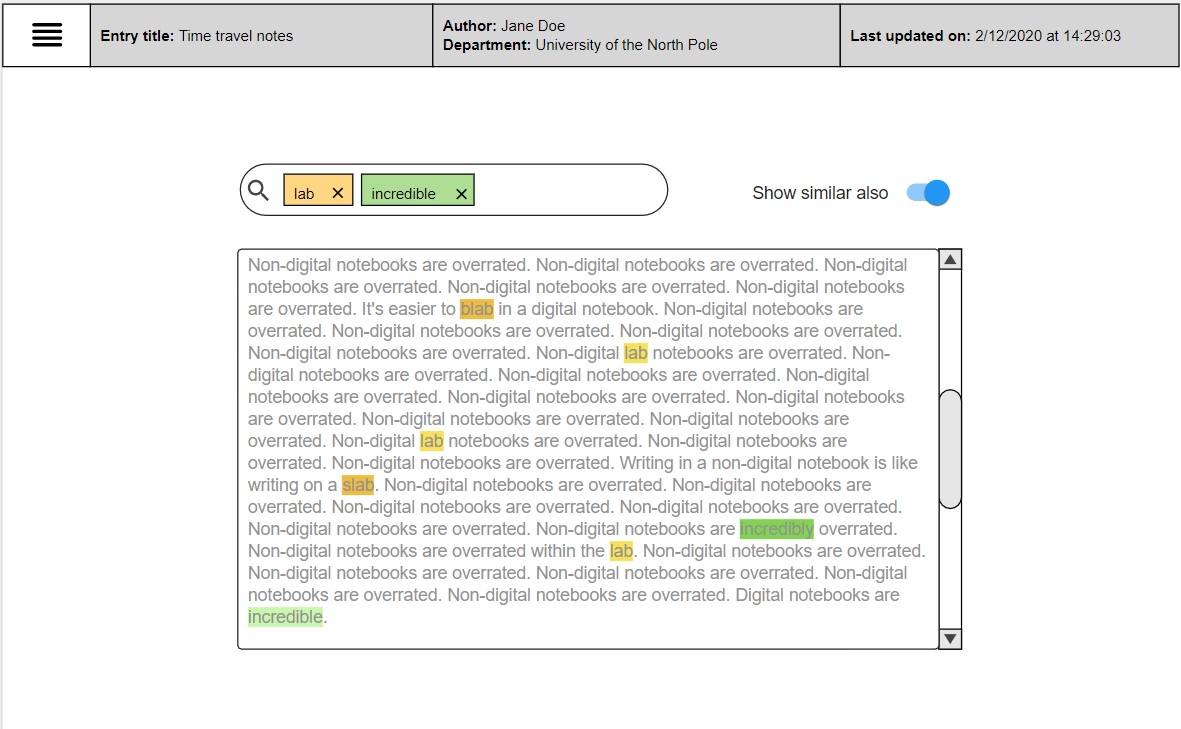 Entry title: Time travel notes
Author: Jane Doe
Department: University of the North Pole
Last updated on: 2/12/2020 at 14:29:03
lab ✕ incredible ✕
Show similar also
Non-digital notebooks are overrated. Non-digital notebooks are overrated. Non-digital
notebooks are overrated. Non-digital notebooks are overrated. Non-digital notebooks
are overrated. It's easier to blab in a digital notebook. Non-digital notebooks are
overrated. Non-digital notebooks are overrated. Non-digital notebooks are overrated.
Non-digital notebooks are overrated. Non-digital lab notebooks are overrated. Non-
digital notebooks are overrated. Non-digital notebooks are overrated. Non-digital
notebooks are overrated. Non-digital notebooks are overrated. Non-digital notebooks
are overrated. Non-digital notebooks are overrated. Non-digital notebooks are
overrated. Non-digital lab notebooks are overrated. Non-digital notebooks are
overrated. Non-digital notebooks are overrated. Writing in a non-digital notebook is like
writing on a slab. Non-digital notebooks are overrated. Non-digital notebooks are
overrated. Non-digital notebooks are overrated. Non-digital notebooks are overrated.
Non-digital notebooks are overrated. Non-digital notebooks are incredibly overrated.
Non-digital notebooks are overrated within the lab. Non-digital notebooks are overrated.
Non-digital notebooks are overrated. Non-digital notebooks are overrated. Non-digital
notebooks are overrated. Non-digital notebooks are overrated. Digital notebooks are
incredible.